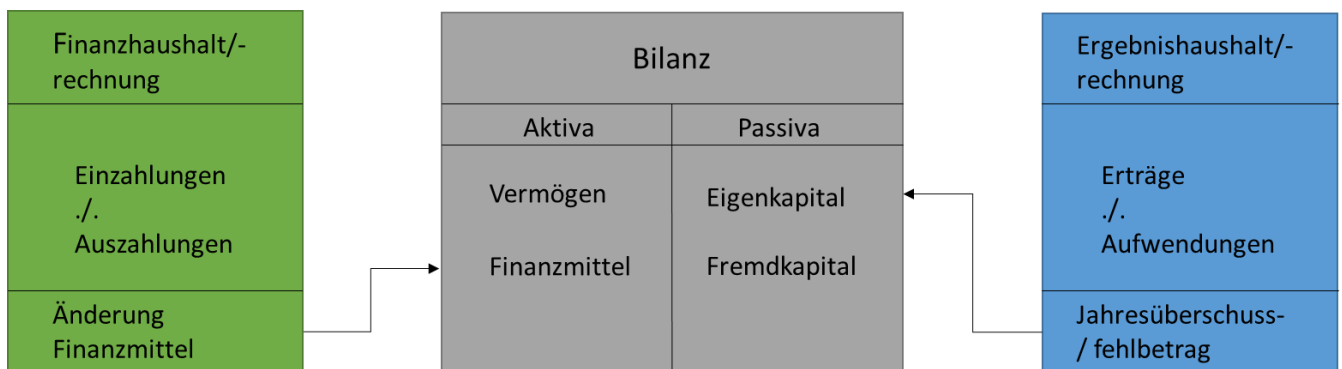 Finanzhaushalt/-
rechnung
Einzahlungen
./.
Auszahlungen
Änderung
Finanzmittel
Bilanz
Aktiva
Passiva
Vermögen
Eigenkapital
Finanzmittel
Fremdkapital
Ergebnishaushalt/-
rechnung
Erträge
./.
Aufwendungen
Jahresüberschuss-
/ fehlbetrag